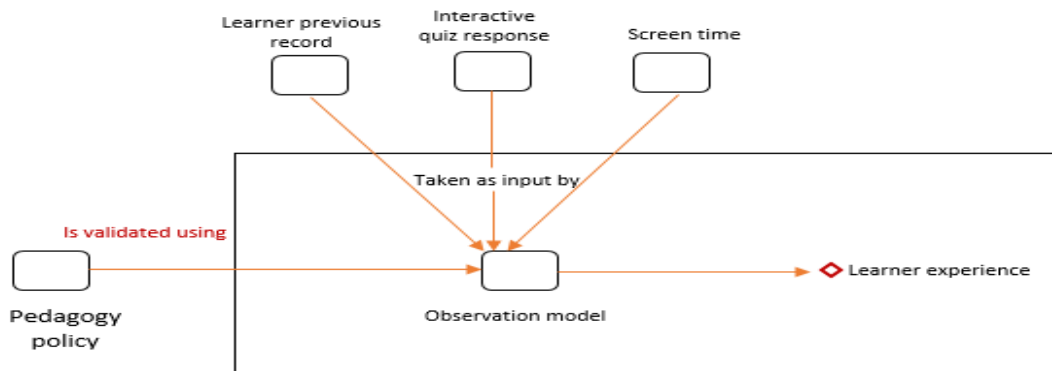 Learner previous
record
Interactive
quiz response
Screen time
Taken as input by
Is validated using
Learner experience
Observation model
Pedagogy
policy